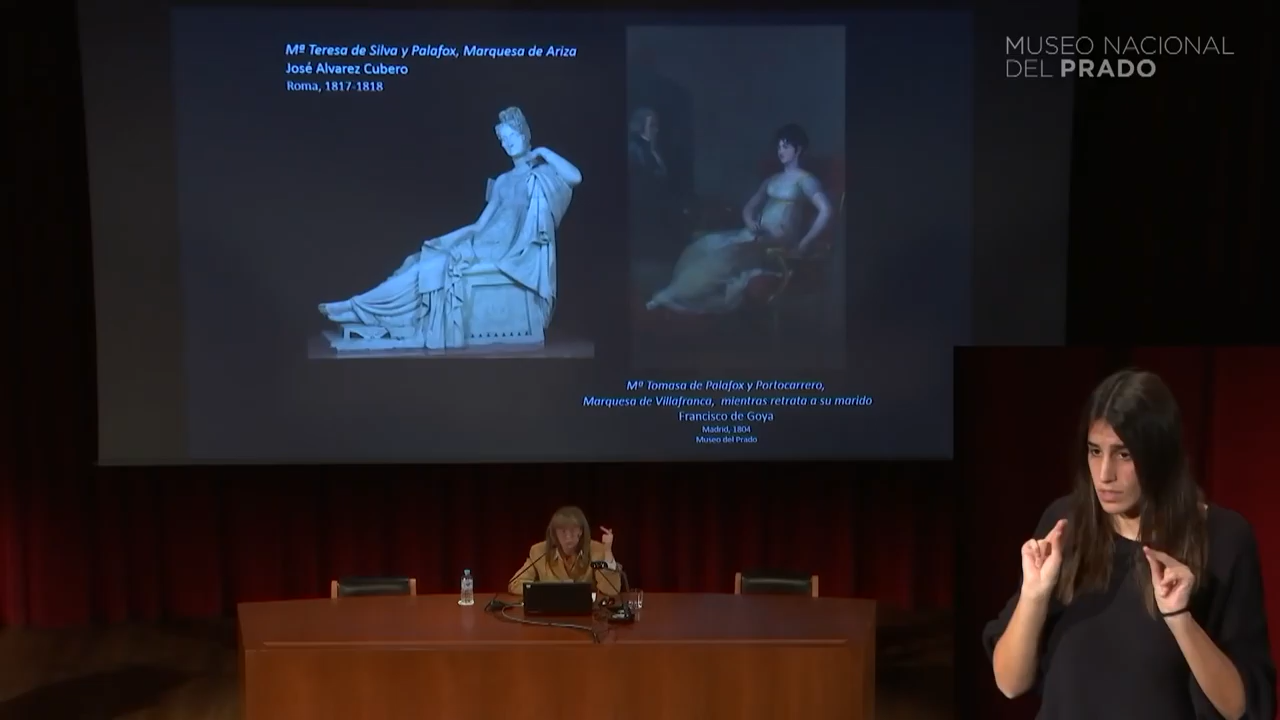 Mª Teresa de Silva y Palafox, Marquesa de Ariza
José Alvarez Cubero
Roma, 1817-1818
MUSEO NACIONAL
DEL PRADO
Mª Tomasa de Palafox y Portocarrero,
Marquesa de Villafranca, mientras retrata a su marido
Francisco de Goya
Madrid, 1804
Museo del Prado